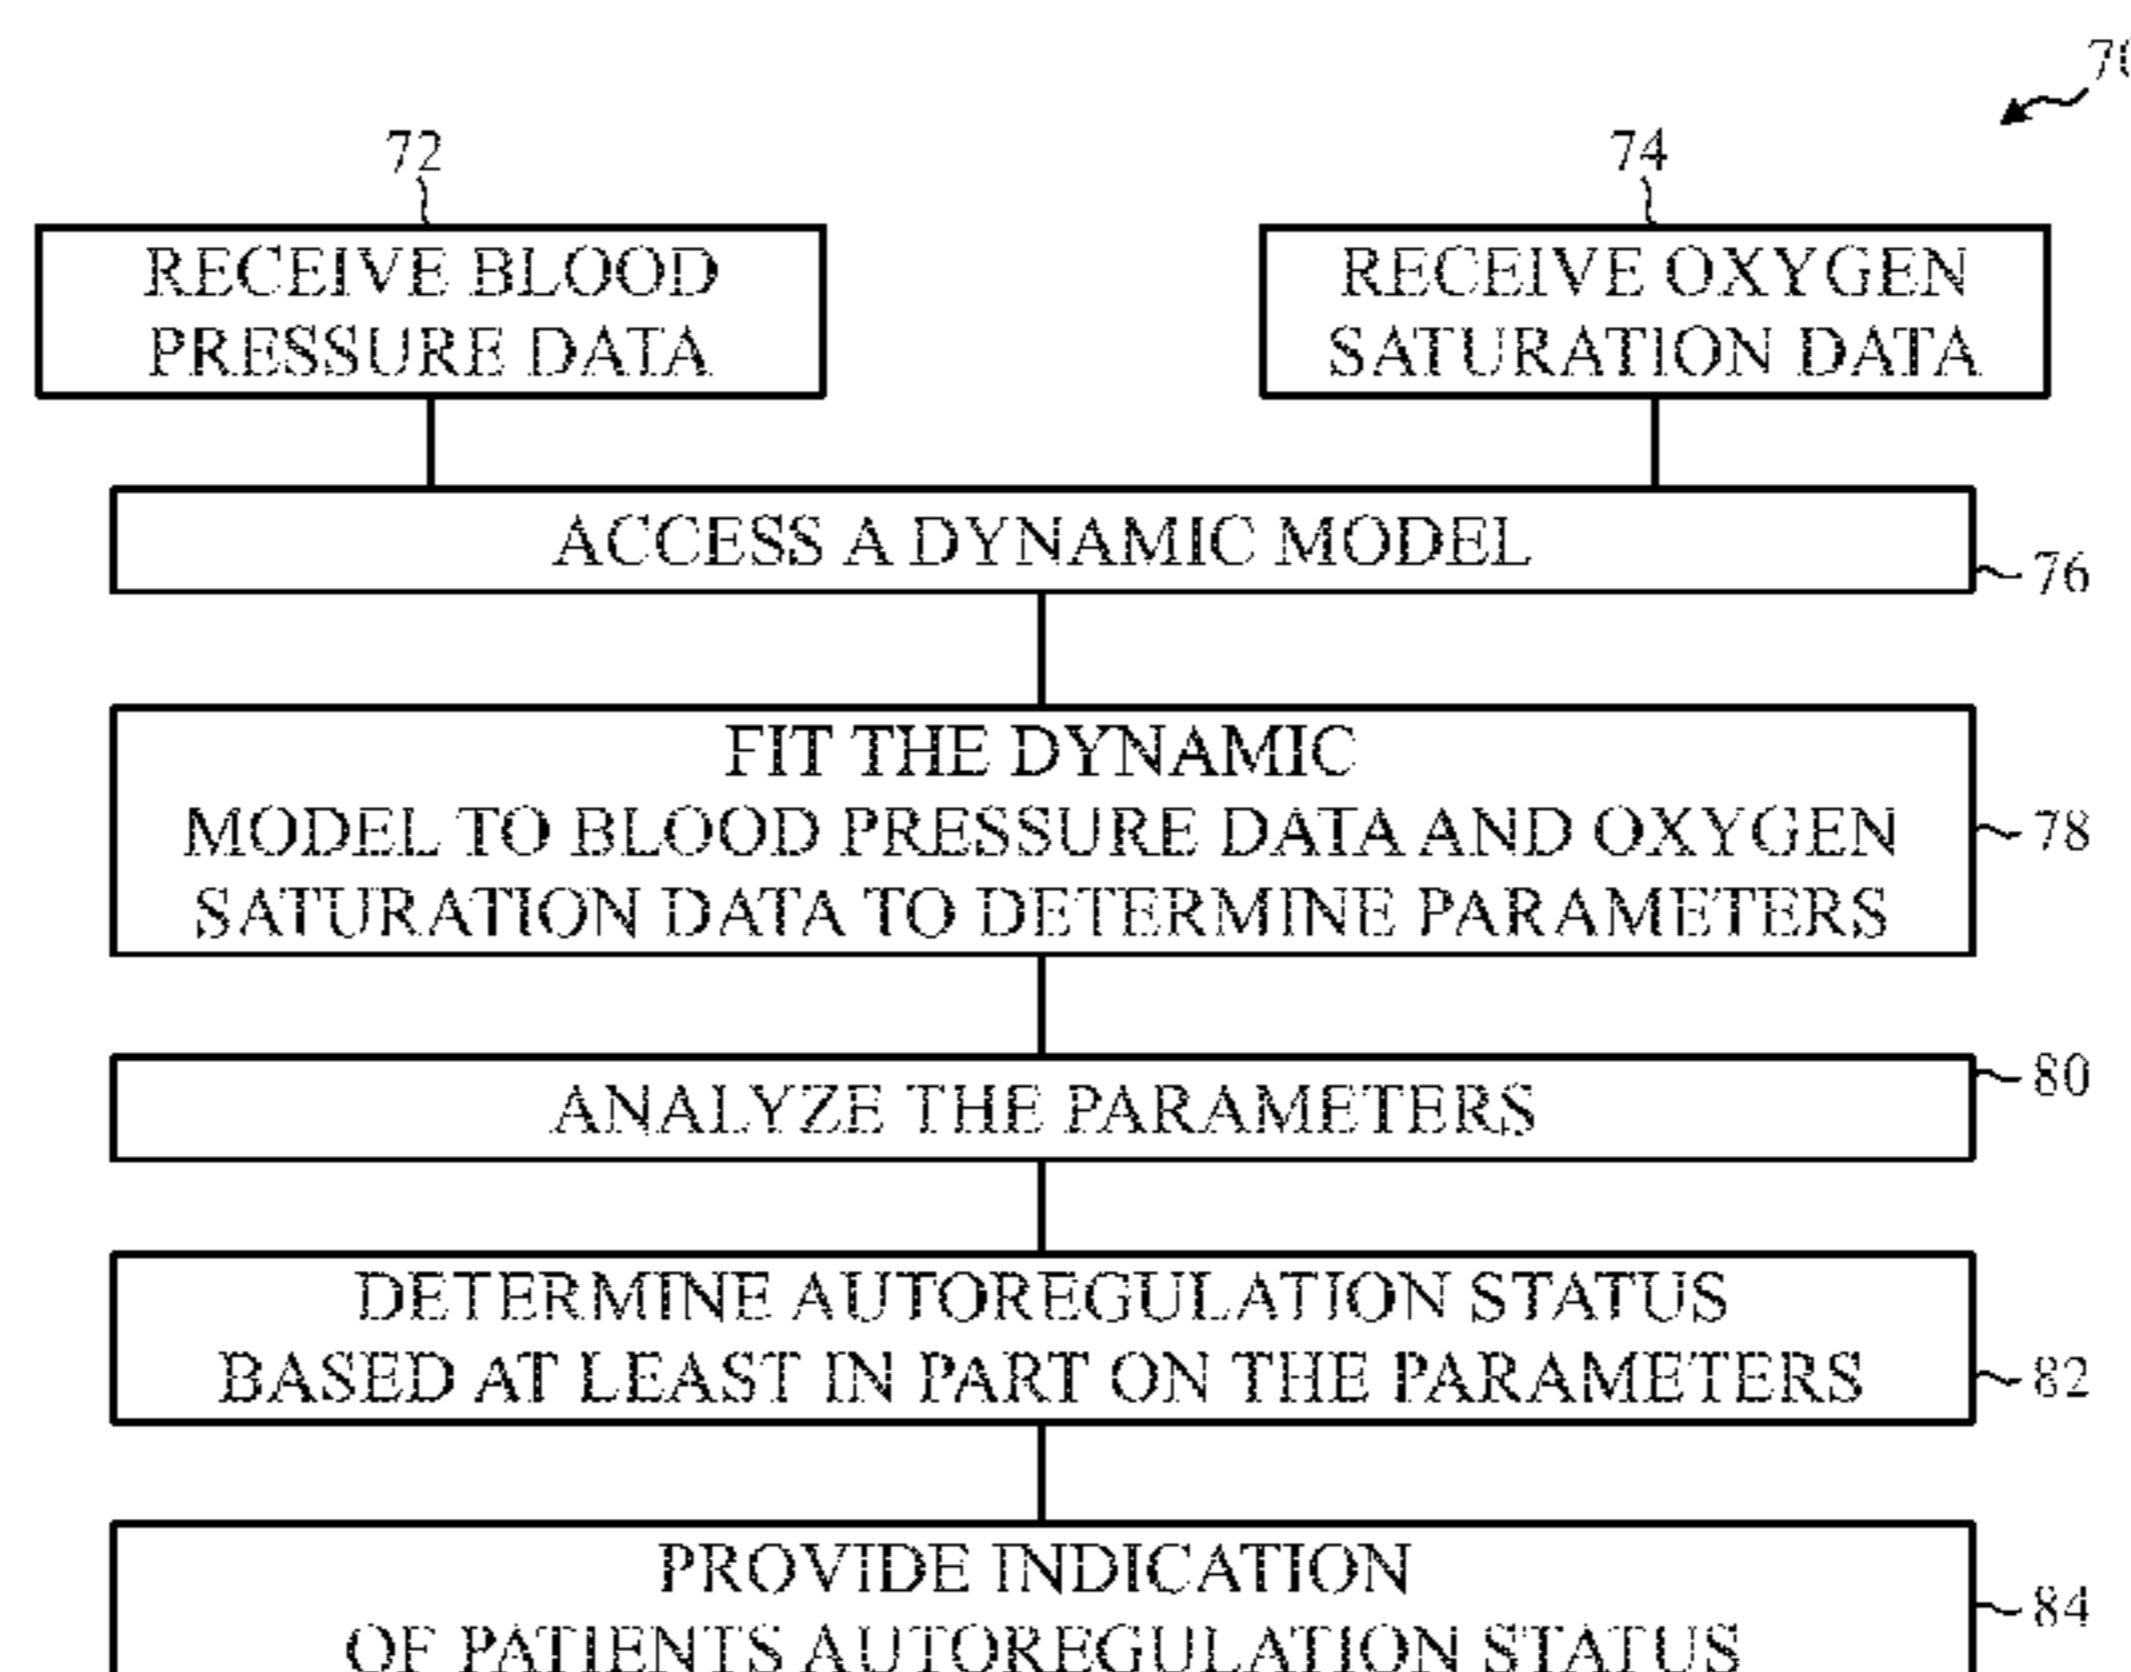 72
74
RECEIVE BLOOD
PRESSURE DATA
RECEIVE OXYGEN
SATURATION DATA
ACCESS A DYNAMIC MODEL
76
FIT THE DYNAMIC
MODEL TO BLOOD PRESSURE DATA AND OXYGEN
78
SATURATION DATA TO DETERMINE PARAMETERS
80
ANALYZE THE PARAMETERS
DETERMINE AUTOREGULATION STATUS
BASED AT LEAST IN PART ON THE PARAMETERS
82
PROVIDE INDICATION
84
OF PATIENTS AUTOREGULATION STATUS